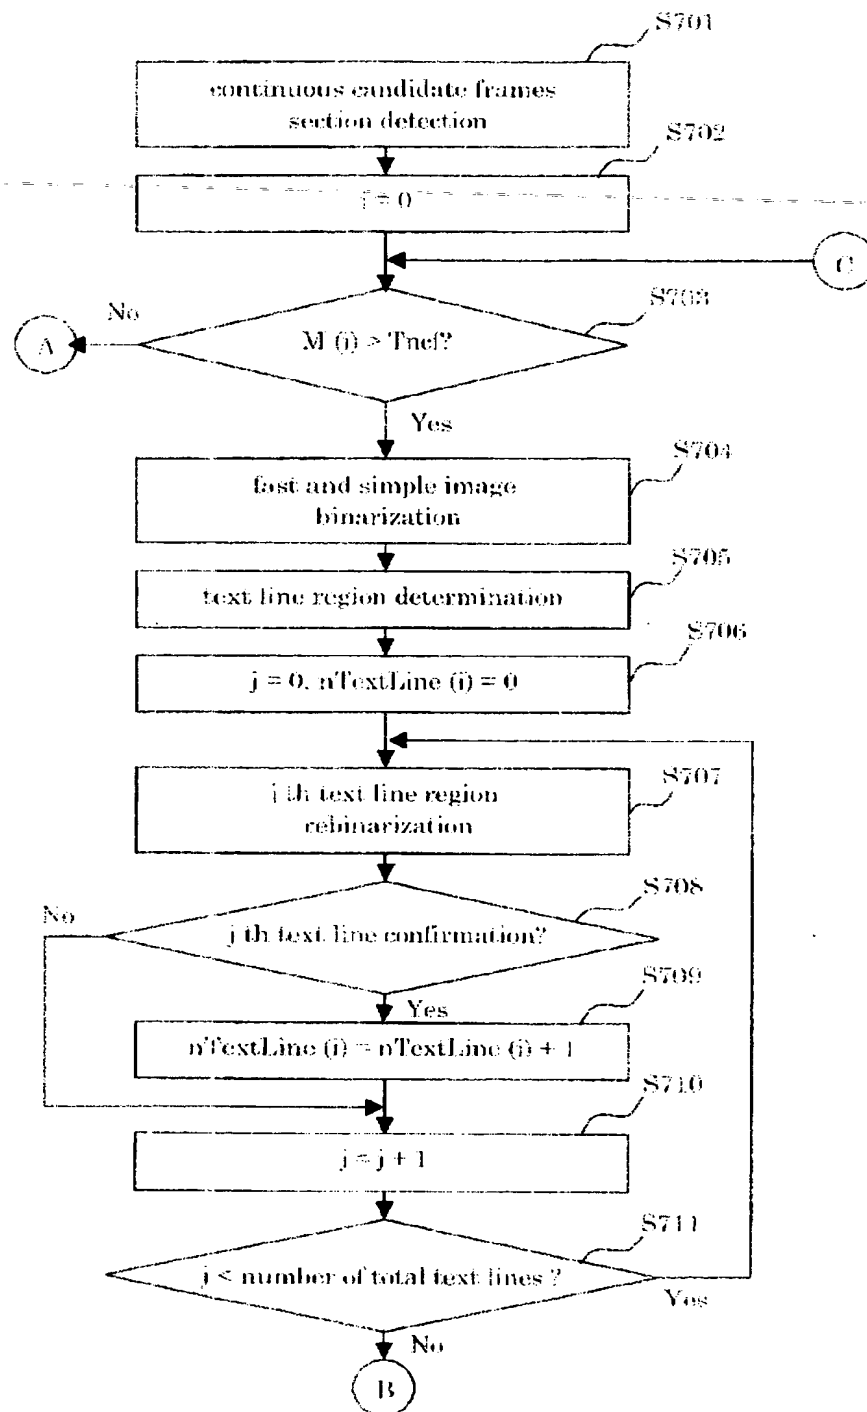 S701
continuous candidate frames
section detection
S702
i = 0
C
S703
No
A
M (i) > Tncf?
Yes
S704
fast and simple image
binarization
S705
text line region determination
S706
j = 0, nTextLine (i) = 0
S707
j th text line region
rebinarization
S708
No
j th text line confirmation?
S709
Yes
nTextLine (i) = nTextLine (i) + 1
S710
j = j + 1
S711
j < number of total text lines ?
Yes
No
B